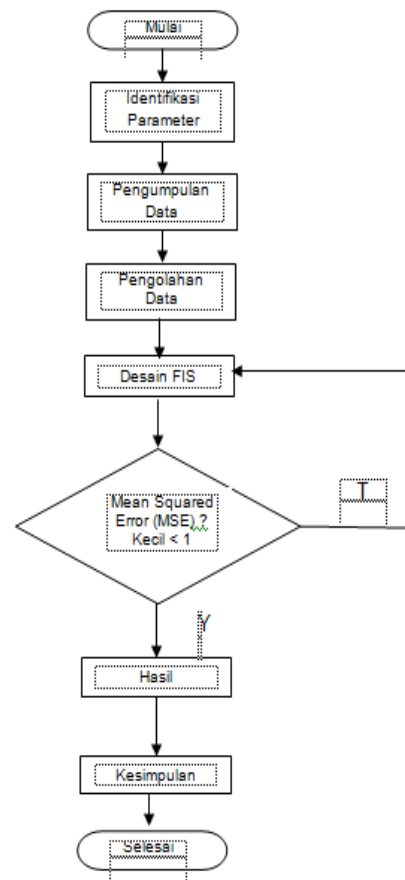 Mulai
Identifikasi
Parameter
Pengumpulan
Data
Pengolahan
Data
Desain FIS
Mean Squared
Error (MSE) ?
Kecil < 1
T
Y
Hasil
Kesimpulan
Selesai